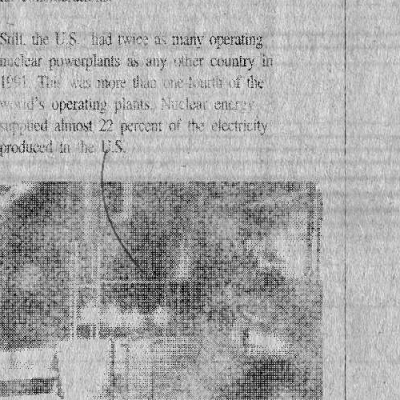 Still, the U.S. had twice as many operating
nuclear powerplants as any other country in
1991. This was more than one-fourth of the
world's operating plants. Nuclear energy
supplied almost 22 percent of the electricity
produced in the U.S.